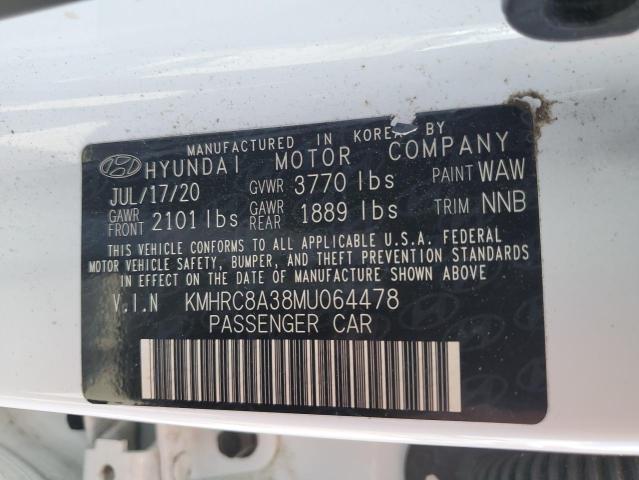 MANUFACTURED IN KOREA BY
HYUNDAI MOTOR COMPANY
JUL/17/20 GVWR 3770 lbs PAINT WAW
GAWR FRONT 2101 lbs GAWR REAR 1889 lbs TRIM NNB
THIS VEHICLE CONFORMS TO ALL APPLICABLE U.S.A. FEDERAL
MOTOR VEHICLE SAFETY, BUMPER, AND THEFT PREVENTION STANDARDS
IN EFFECT ON THE DATE OF MANUFACTURE SHOWN ABOVE.
V.I.N KMHRC8A38MU064478
PASSENGER CAR